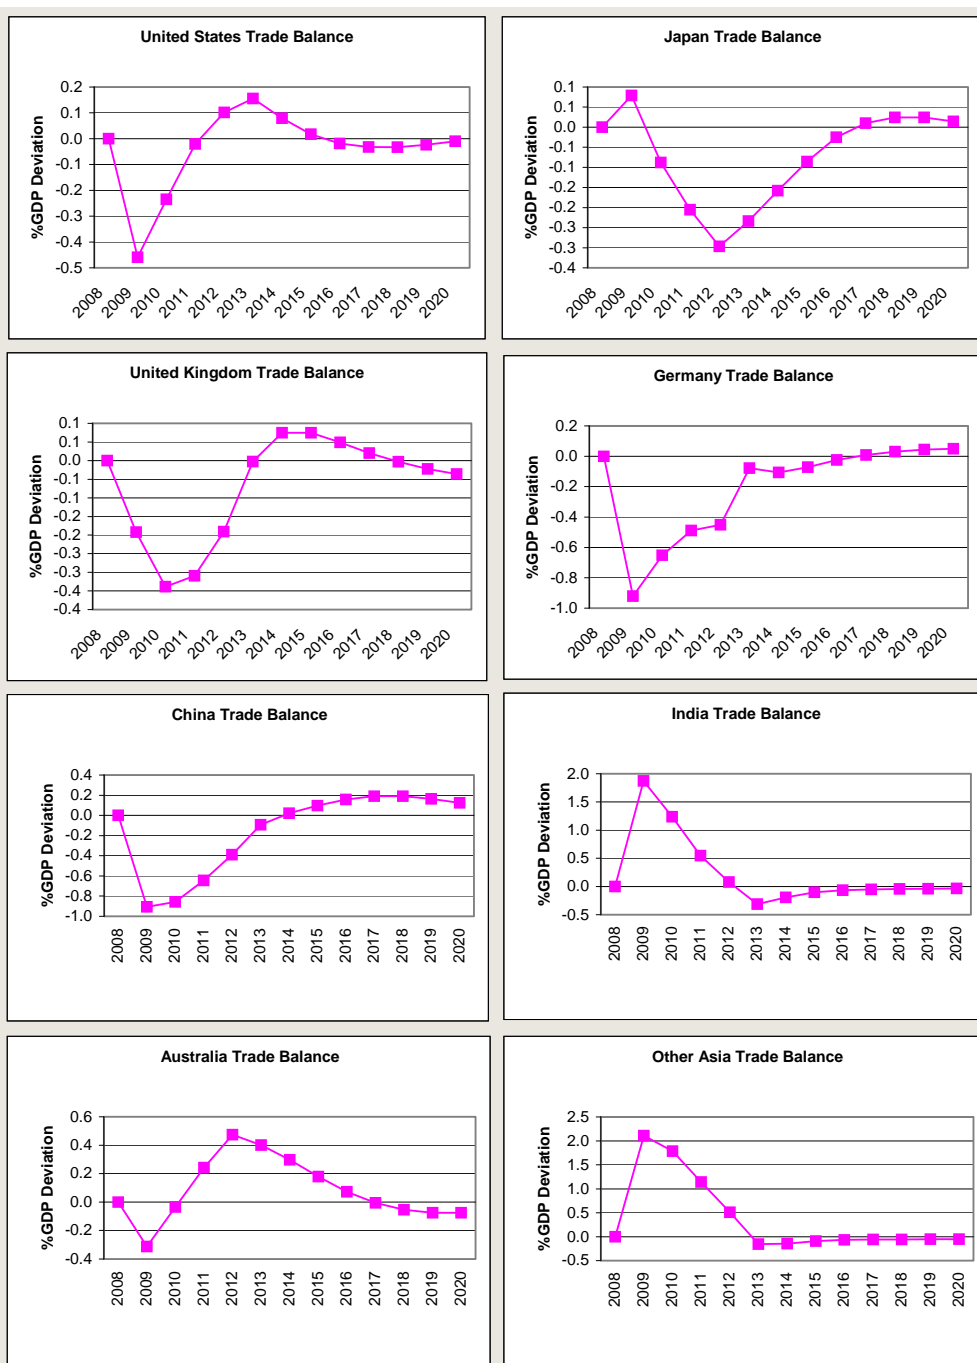 United States Trade Balance
%GDP Deviation
0.2
0.1
0.0
-0.1
-0.2
-0.3
-0.4
-0.5
2008 2009 2010 2011 2012 2013 2014 2015 2016 2017 2018 2019 2020
Japan Trade Balance
%GDP Deviation
0.1
0.1
0.0
-0.1
-0.1
-0.2
-0.2
-0.3
-0.3
-0.4
2008 2009 2010 2011 2012 2013 2014 2015 2016 2017 2018 2019 2020
United Kingdom Trade Balance
%GDP Deviation
0.1
0.1
0.0
-0.1
-0.1
-0.2
-0.2
-0.3
-0.3
-0.4
-0.4
2008 2009 2010 2011 2012 2013 2014 2015 2016 2017 2018 2019 2020
Germany Trade Balance
%GDP Deviation
0.2
0.0
-0.2
-0.4
-0.6
-0.8
-1.0
2008 2009 2010 2011 2012 2013 2014 2015 2016 2017 2018 2019 2020
China Trade Balance
%GDP Deviation
0.4
0.2
0.0
-0.2
-0.4
-0.6
-0.8
-1.0
2008 2009 2010 2011 2012 2013 2014 2015 2016 2017 2018 2019 2020
India Trade Balance
%GDP Deviation
2.0
1.5
1.0
0.5
0.0
-0.5
2008 2009 2010 2011 2012 2013 2014 2015 2016 2017 2018 2019 2020
Australia Trade Balance
%GDP Deviation
0.6
0.4
0.2
0.0
-0.2
-0.4
2008 2009 2010 2011 2012 2013 2014 2015 2016 2017 2018 2019 2020
Other Asia Trade Balance
%GDP Deviation
2.5
2.0
1.5
1.0
0.5
0.0
-0.5
2008 2009 2010 2011 2012 2013 2014 2015 2016 2017 2018 2019 2020